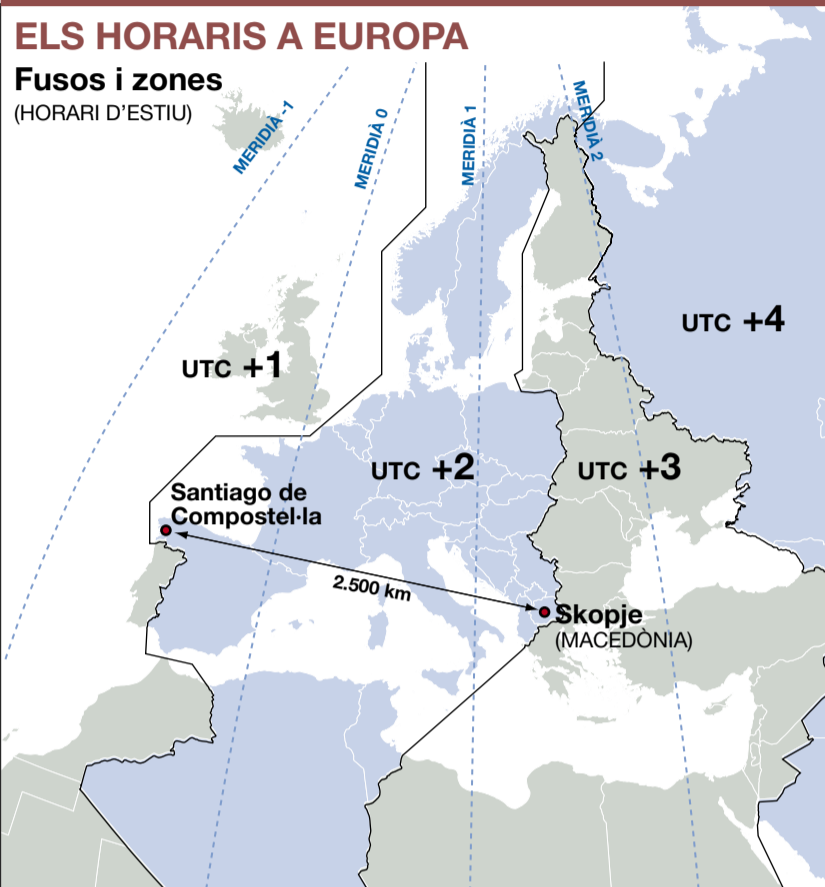 ELS HORARIS A EUROPA
Fusos i zones
(HORARI D'ESTIU)
MERIDIÀ -1
MERIDIÀ 0
MERIDIÀ 1
MERIDIÀ 2
UTC +4
UTC +1
UTC +2
UTC +3
Santiago de
Compostel·la
2.500 km
Skopje
(MACEDÒNIA)